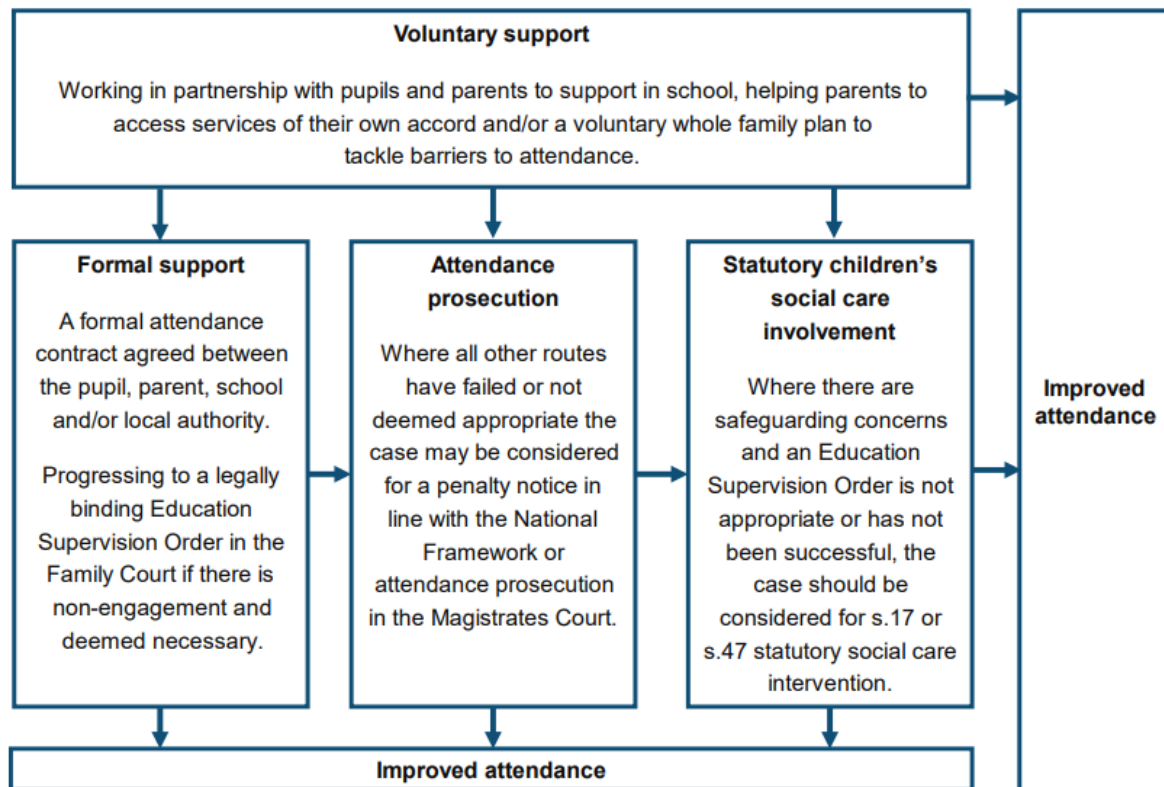 Voluntary support
Working in partnership with pupils and parents to support in school, helping parents to
access services of their own accord and/or a voluntary whole family plan to
tackle barriers to attendance.
Formal support
A formal attendance
contract agreed between
the pupil, parent, school
and/or local authority.
Progressing to a legally
binding Education
Supervision Order in the
Family Court if there is
non-engagement and
deemed necessary.
Attendance
prosecution
Where all other routes
have failed or not
deemed appropriate the
case may be considered
for a penalty notice in
line with the National
Framework or
attendance prosecution
in the Magistrates Court.
Statutory children’s
social care
involvement
Where there are
safeguarding concerns
and an Education
Supervision Order is not
appropriate or has not
been successful, the
case should be
considered for s.17 or
s.47 statutory social care
intervention.
Improved
attendance
Improved attendance